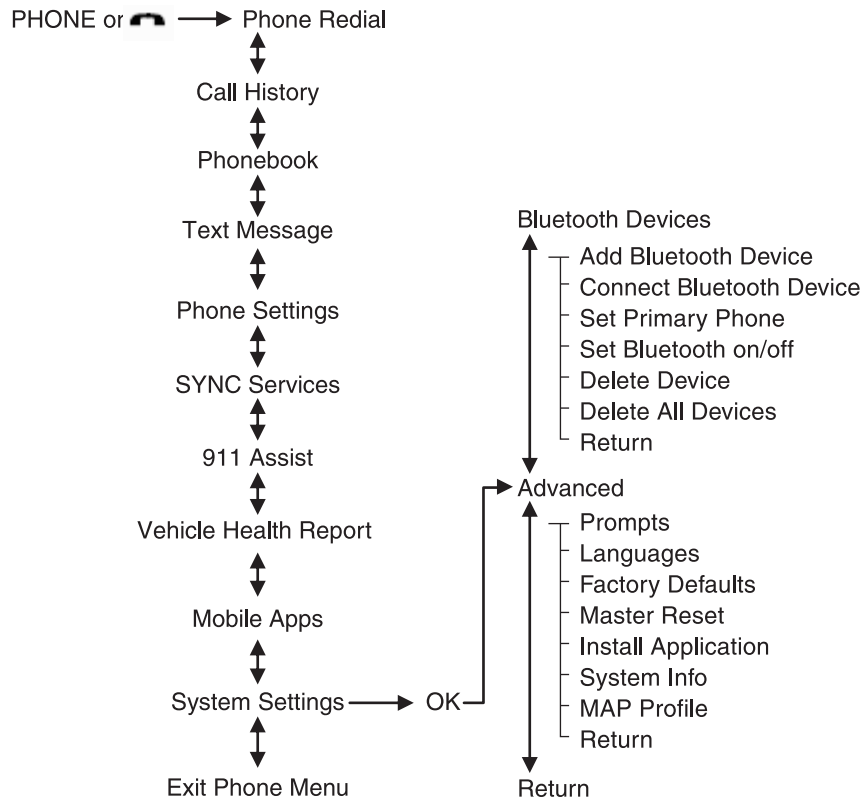 PHONE or
Phone Redial
Call History
Phonebook
Text Message
Phone Settings
SYNC Services
911 Assist
Vehicle Health Report
Mobile Apps
System Settings
OK
Exit Phone Menu
Bluetooth Devices
Add Bluetooth Device
Connect Bluetooth Device
Set Primary Phone
Set Bluetooth on/off
Delete Device
Delete All Devices
Return
Advanced
Prompts
Languages
Factory Defaults
Master Reset
Install Application
System Info
MAP Profile
Return
Return